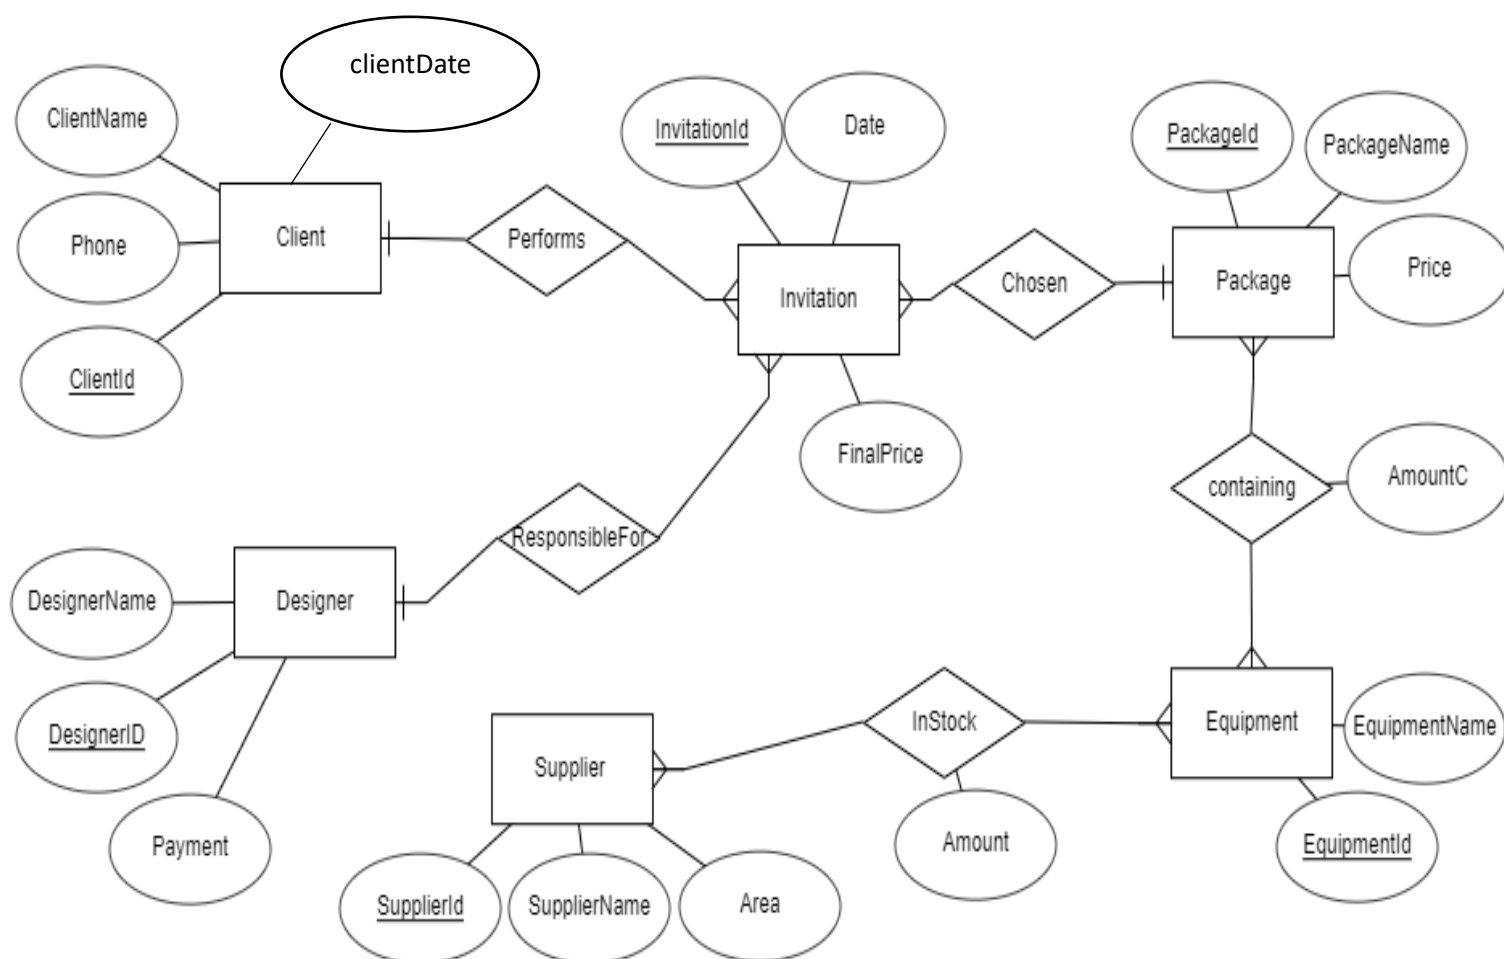 clientDate
ClientName
Phone
ClientId
Client
Performs
InvitationId
Date
Invitation
FinalPrice
Chosen
PackageId
PackageName
Price
Package
containing
AmountC
ResponsibleFor
DesignerName
Designer
DesignerID
Payment
Supplier
SupplierId
SupplierName
Area
InStock
Amount
Equipment
EquipmentName
EquipmentId